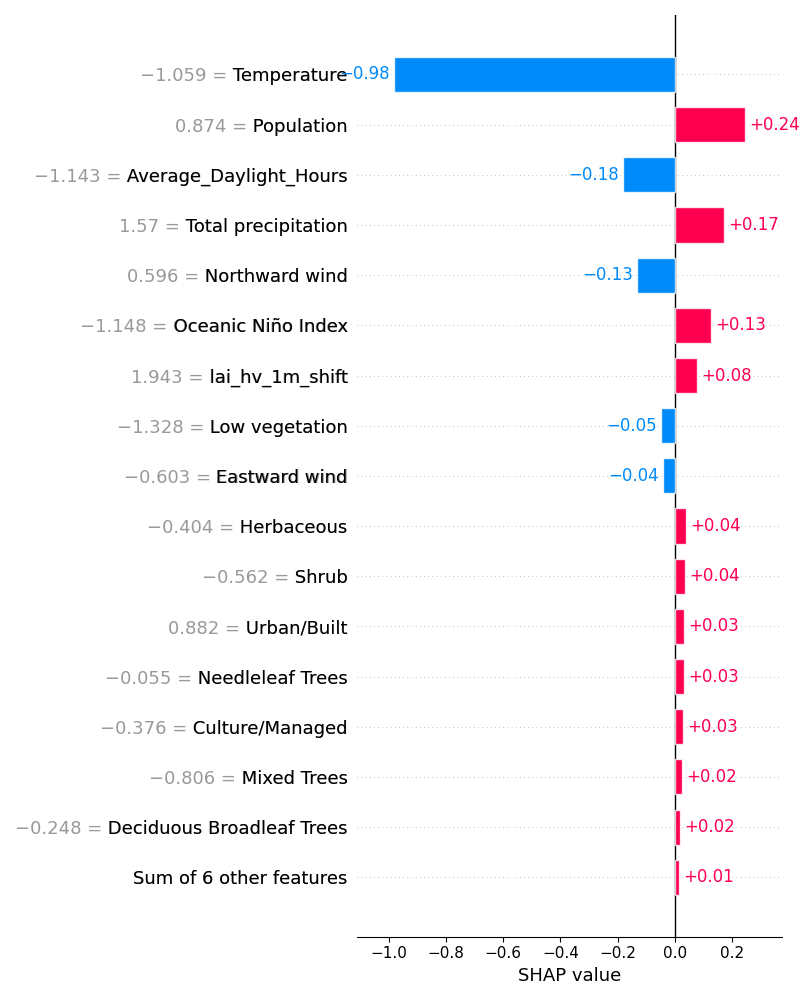 −1.059 = Temperature −0.98
0.874 = Population +0.24
−1.143 = Average_Daylight_Hours −0.18
1.57 = Total precipitation +0.17
0.596 = Northward wind −0.13
−1.148 = Oceanic Niño Index +0.13
1.943 = lai_hv_1m_shift +0.08
−1.328 = Low vegetation −0.05
−0.603 = Eastward wind −0.04
−0.404 = Herbaceous +0.04
−0.562 = Shrub +0.04
0.882 = Urban/Built +0.03
−0.055 = Needleleaf Trees +0.03
−0.376 = Culture/Managed +0.03
−0.806 = Mixed Trees +0.02
−0.248 = Deciduous Broadleaf Trees +0.02
Sum of 6 other features +0.01
−1.0 −0.8 −0.6 −0.4 −0.2 0.0 0.2
SHAP value